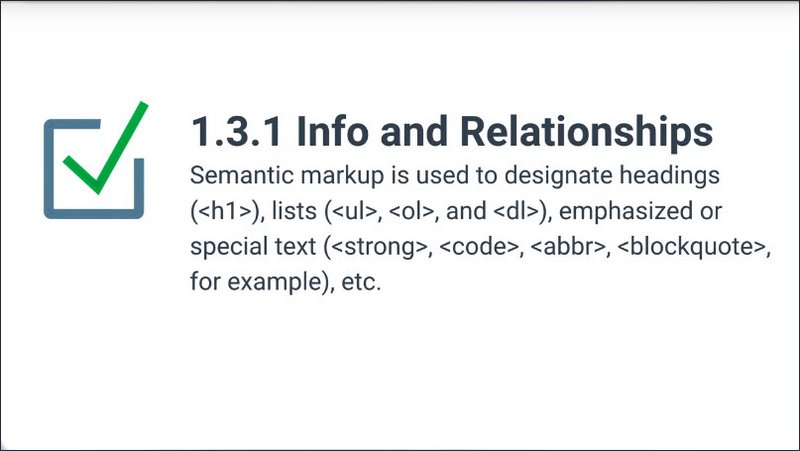 1.3.1 Info and Relationships
Semantic markup is used to designate headings
(<h1>), lists (<ul>, <ol>, and <dl>), emphasized or
special text (<strong>, <code>, <abbr>, <blockquote>,
for example), etc.